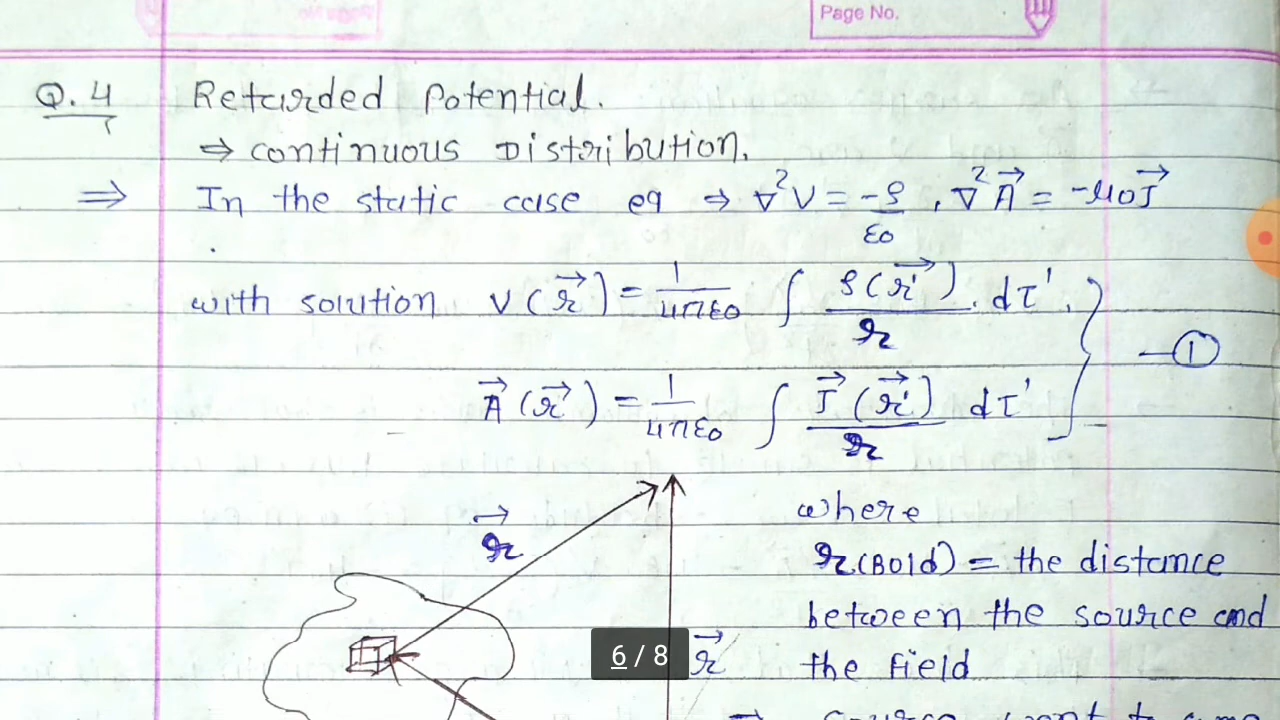 Page No.
Q.4 Retarded Potential.
⇒ continuous Distribution.
⇒ In the static case eq ⇒ ∇²V = -ρ/ε0 , ∇²A⃗ = -μ0J⃗
with solution V(r⃗) = 1/4πε0 ∫ ρ(r⃗')/r . dτ' .
A⃗(r⃗) = 1/4πε0 ∫ J⃗(r⃗')/r dτ' } —①
r⃗
where
r.(Bold) = the distance
between the source and
r⃗ the field
6 / 8